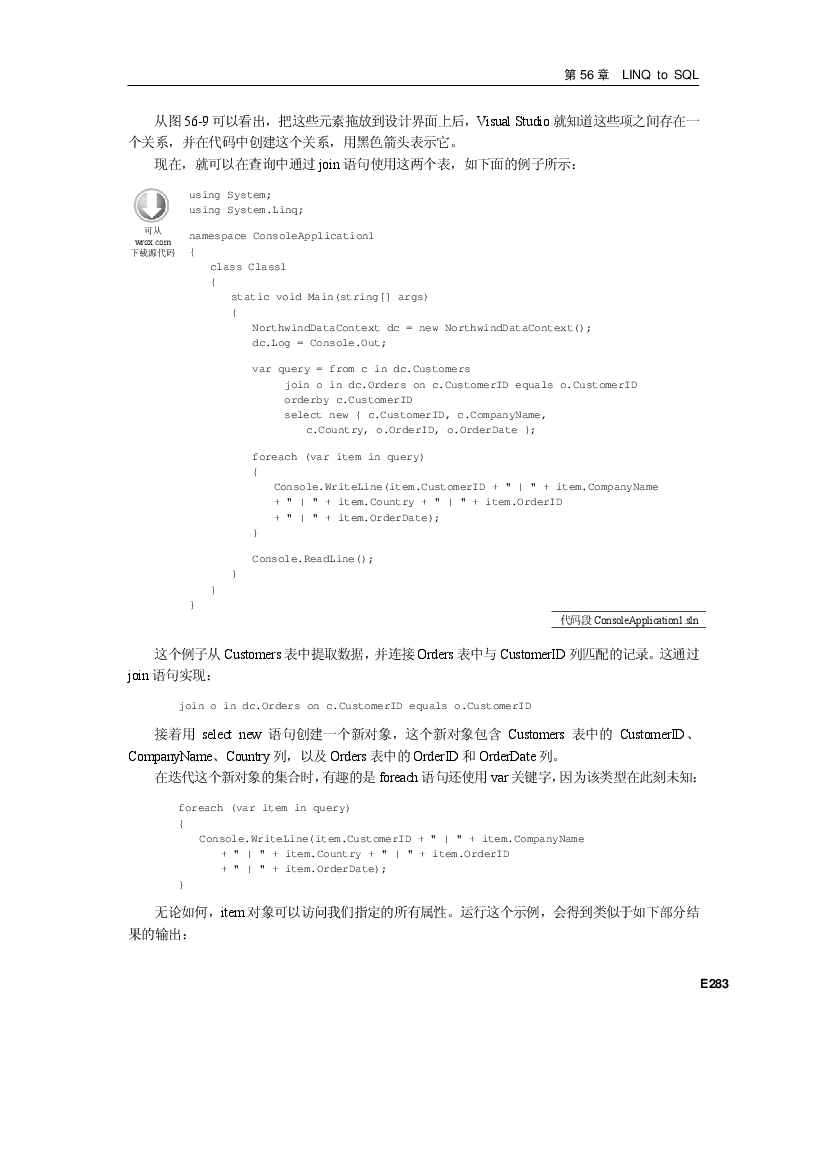 第 56 章 LINQ to SQL
从图 56-9 可以看出，把这些元素拖放到设计界面上后，Visual Studio 就知道这些项之间存在一
个关系，并在代码中创建这个关系，用黑色箭头表示它。
现在，就可以在查询中通过 join 语句使用这两个表，如下面的例子所示：
可从
wrox.com
下载源代码
using System;
using System.Linq;
namespace ConsoleApplication1
{
class Class1
{
static void Main(string[] args)
{
NorthwindDataContext dc = new NorthwindDataContext();
dc.Log = Console.Out;
var query = from c in dc.Customers
join o in dc.Orders on c.CustomerID equals o.CustomerID
orderby c.CustomerID
select new { c.CustomerID, c.CompanyName,
c.Country, o.OrderID, o.OrderDate };
foreach (var item in query)
{
Console.WriteLine(item.CustomerID + " | " + item.CompanyName
+ " | " + item.Country + " | " + item.OrderID
+ " | " + item.OrderDate);
}
Console.ReadLine();
}
}
}
代码段 ConsoleApplication1.sln
这个例子从 Customers 表中提取数据，并连接 Orders 表中与 CustomerID 列匹配的记录。这通过
join 语句实现：
join o in dc.Orders on c.CustomerID equals o.CustomerID
接着用 select new 语句创建一个新对象，这个新对象包含 Customers 表中的 CustomerID、
CompanyName、Country 列，以及 Orders 表中的 OrderID 和 OrderDate 列。
在迭代这个新对象的集合时，有趣的是 foreach 语句还使用 var 关键字，因为该类型在此刻未知：
foreach (var item in query)
{
Console.WriteLine(item.CustomerID + " | " + item.CompanyName
+ " | " + item.Country + " | " + item.OrderID
+ " | " + item.OrderDate);
}
无论如何，item 对象可以访问我们指定的所有属性。运行这个示例，会得到类似于如下部分结
果的输出：
E283